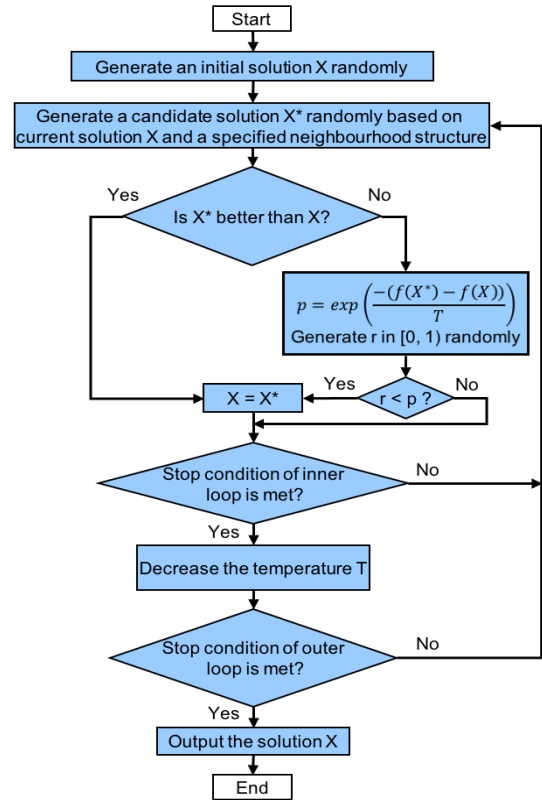 Start
Generate an initial solution X randomly
Generate a candidate solution X* randomly based on
current solution X and a specified neighbourhood structure
Yes
No
Is X* better than X?
p = exp(−(f(X*) − f(X))/T)
Generate r in [0, 1) randomly
Yes
No
X = X*
r < p ?
Stop condition of inner
loop is met?
No
Yes
Decrease the temperature T
Stop condition of outer
loop is met?
No
Yes
Output the solution X
End